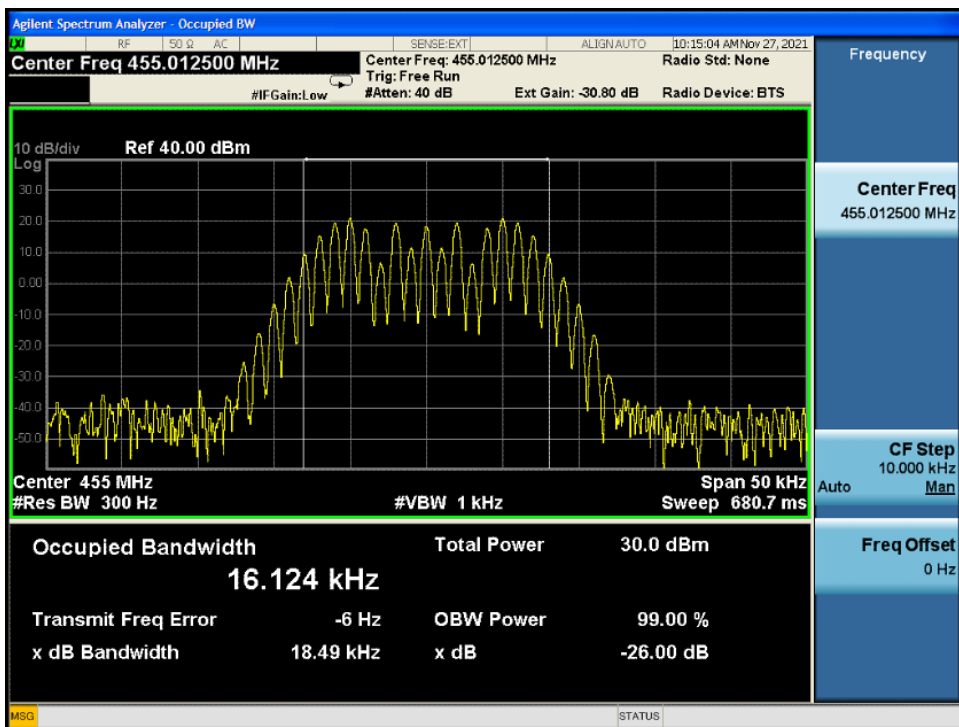 Agilent Spectrum Analyzer - Occupied BW
LXI RF 50 Ω AC SENSE:EXT ALIGNAUTO 10:15:04 AMNov 27, 2021
Center Freq 455.012500 MHz
Center Freq: 455.012500 MHz Radio Std: None
Trig: Free Run
#IFGain:Low #Atten: 40 dB Ext Gain: -30.80 dB Radio Device: BTS
10 dB/div Ref 40.00 dBm
Log
30.0
20.0
10.0
0.00
-10.0
-20.0
-30.0
-40.0
-50.0
Center 455 MHz Span 50 kHz
#Res BW 300 Hz #VBW 1 kHz Sweep 680.7 ms
Occupied Bandwidth Total Power 30.0 dBm
16.124 kHz
Transmit Freq Error -6 Hz OBW Power 99.00 %
x dB Bandwidth 18.49 kHz x dB -26.00 dB
Frequency
Center Freq
455.012500 MHz
CF Step
10.000 kHz
Auto Man
Freq Offset
0 Hz
MSG STATUS